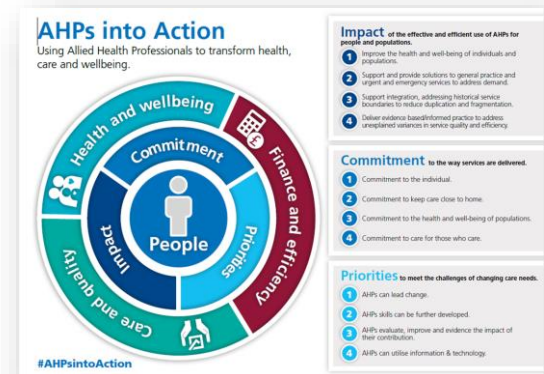 AHPs into Action
Using Allied Health Professionals to transform health,
care and wellbeing.
Health and wellbeing
Finance and efficiency
Care and quality
Commitment
Priorities
Impact
People
£
#AHPsintoAction
Impact of the effective and efficient use of AHPs for
people and populations.
1 Improve the health and well-being of individuals and
populations.
2 Support and provide solutions to general practice and
urgent and emergency services to address demand.
3 Support integration, addressing historical service
boundaries to reduce duplication and fragmentation.
4 Deliver evidence based/informed practice to address
unexplained variances in service quality and efficiency.
Commitment to the way services are delivered.
1 Commitment to the individual.
2 Commitment to keep care close to home.
3 Commitment to the health and well-being of populations.
4 Commitment to care for those who care.
Priorities to meet the challenges of changing care needs.
1 AHPs can lead change.
2 AHPs skills can be further developed.
3 AHPs evaluate, improve and evidence the impact of
their contribution.
4 AHPs can utilise information & technology.